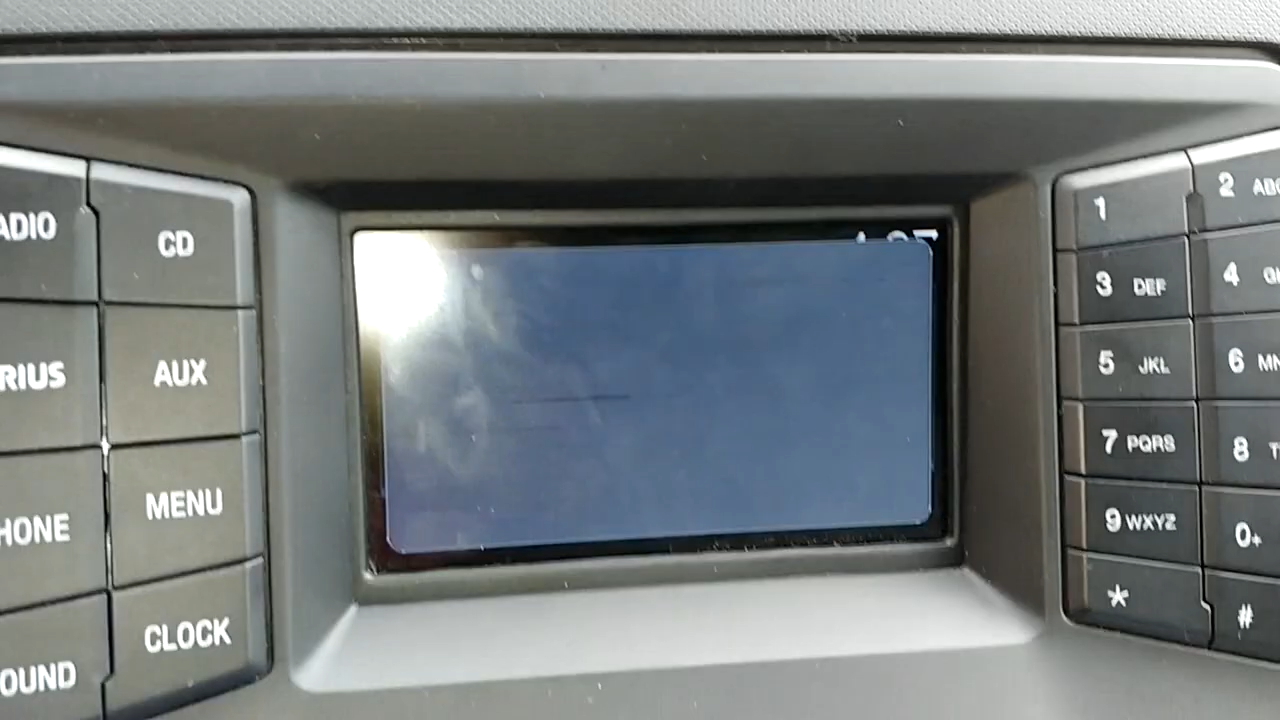 ADIO
CD
RIUS
AUX
HONE
MENU
OUND
CLOCK
1
2 ABC
3 DEF
4 G
5 JKL
6 MN
7 PQRS
8 T
9 WXYZ
0+
*
#